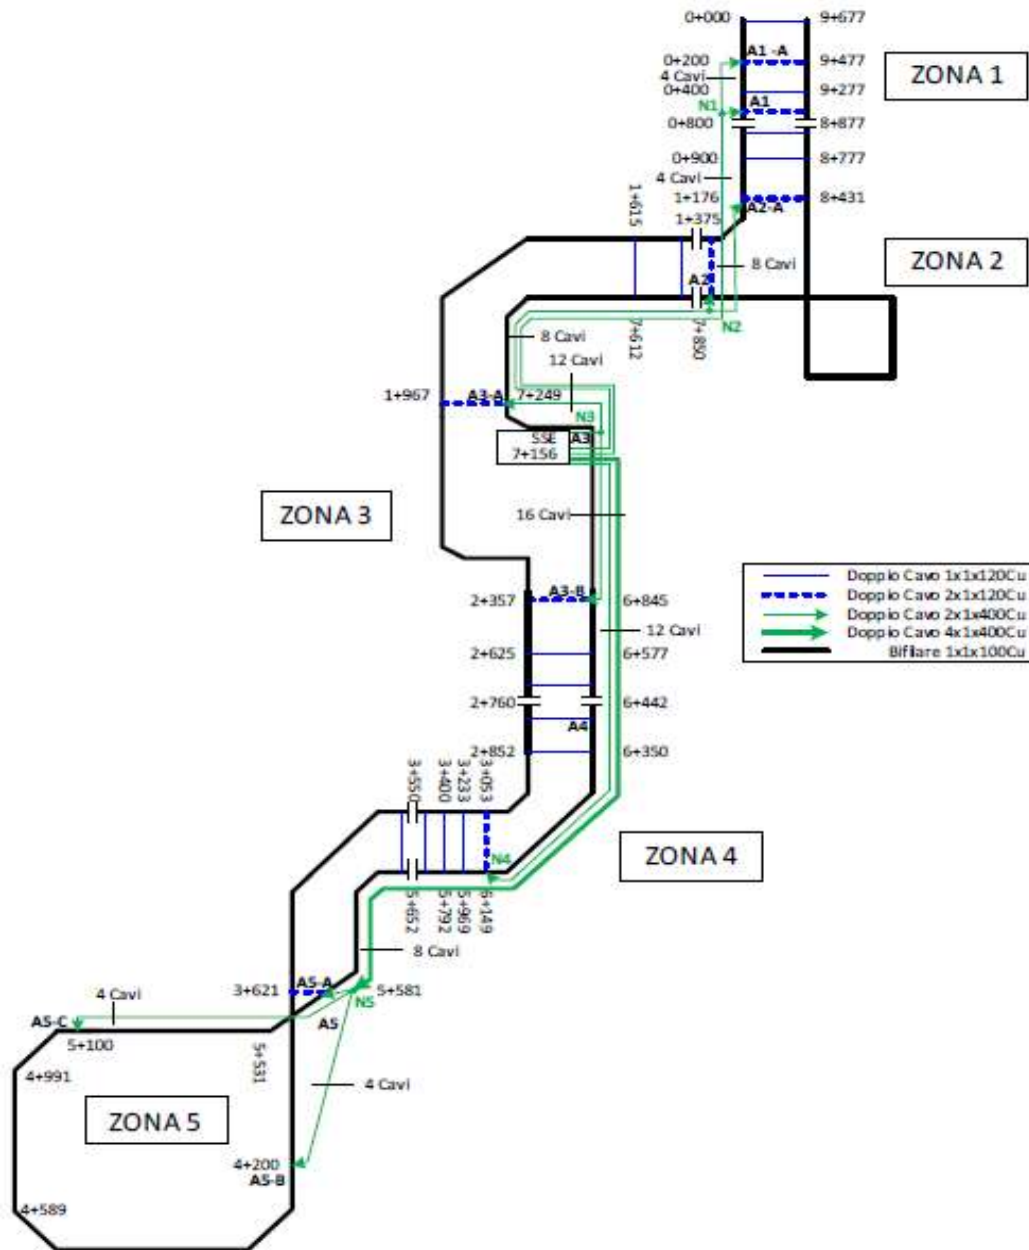 0+000
9+677
A1 -A
0+200
9+477
ZONA 1
4 Cavi
0+400
9+277
N1
A1
0+800
8+877
0+900
8+777
4 Cavi
1+176
8+431
A2-A
1+615
1+375
8 Cavi
ZONA 2
A2
N2
7+612
7+890
8 Cavi
12 Cavi
1+967
A3-A
7+249
N3
SSE
7+156
A3
ZONA 3
16 Cavi
Doppio Cavo 1x1x120Cu
Doppio Cavo 2x1x120Cu
Doppio Cavo 2x1x400Cu
Doppio Cavo 4x1x400Cu
Bifilare 1x1x100Cu
A3-B
2+357
6+845
12 Cavi
2+625
6+577
2+760
6+442
A4
2+852
6+350
3+550
3+400
3+233
3+053
ZONA 4
N4
5+652
5+792
5+969
6+149
8 Cavi
3+621
A5-A
5+581
N5
4 Cavi
A5-C
A5
5+100
5+531
4+991
4 Cavi
ZONA 5
4+200
A5-B
4+589